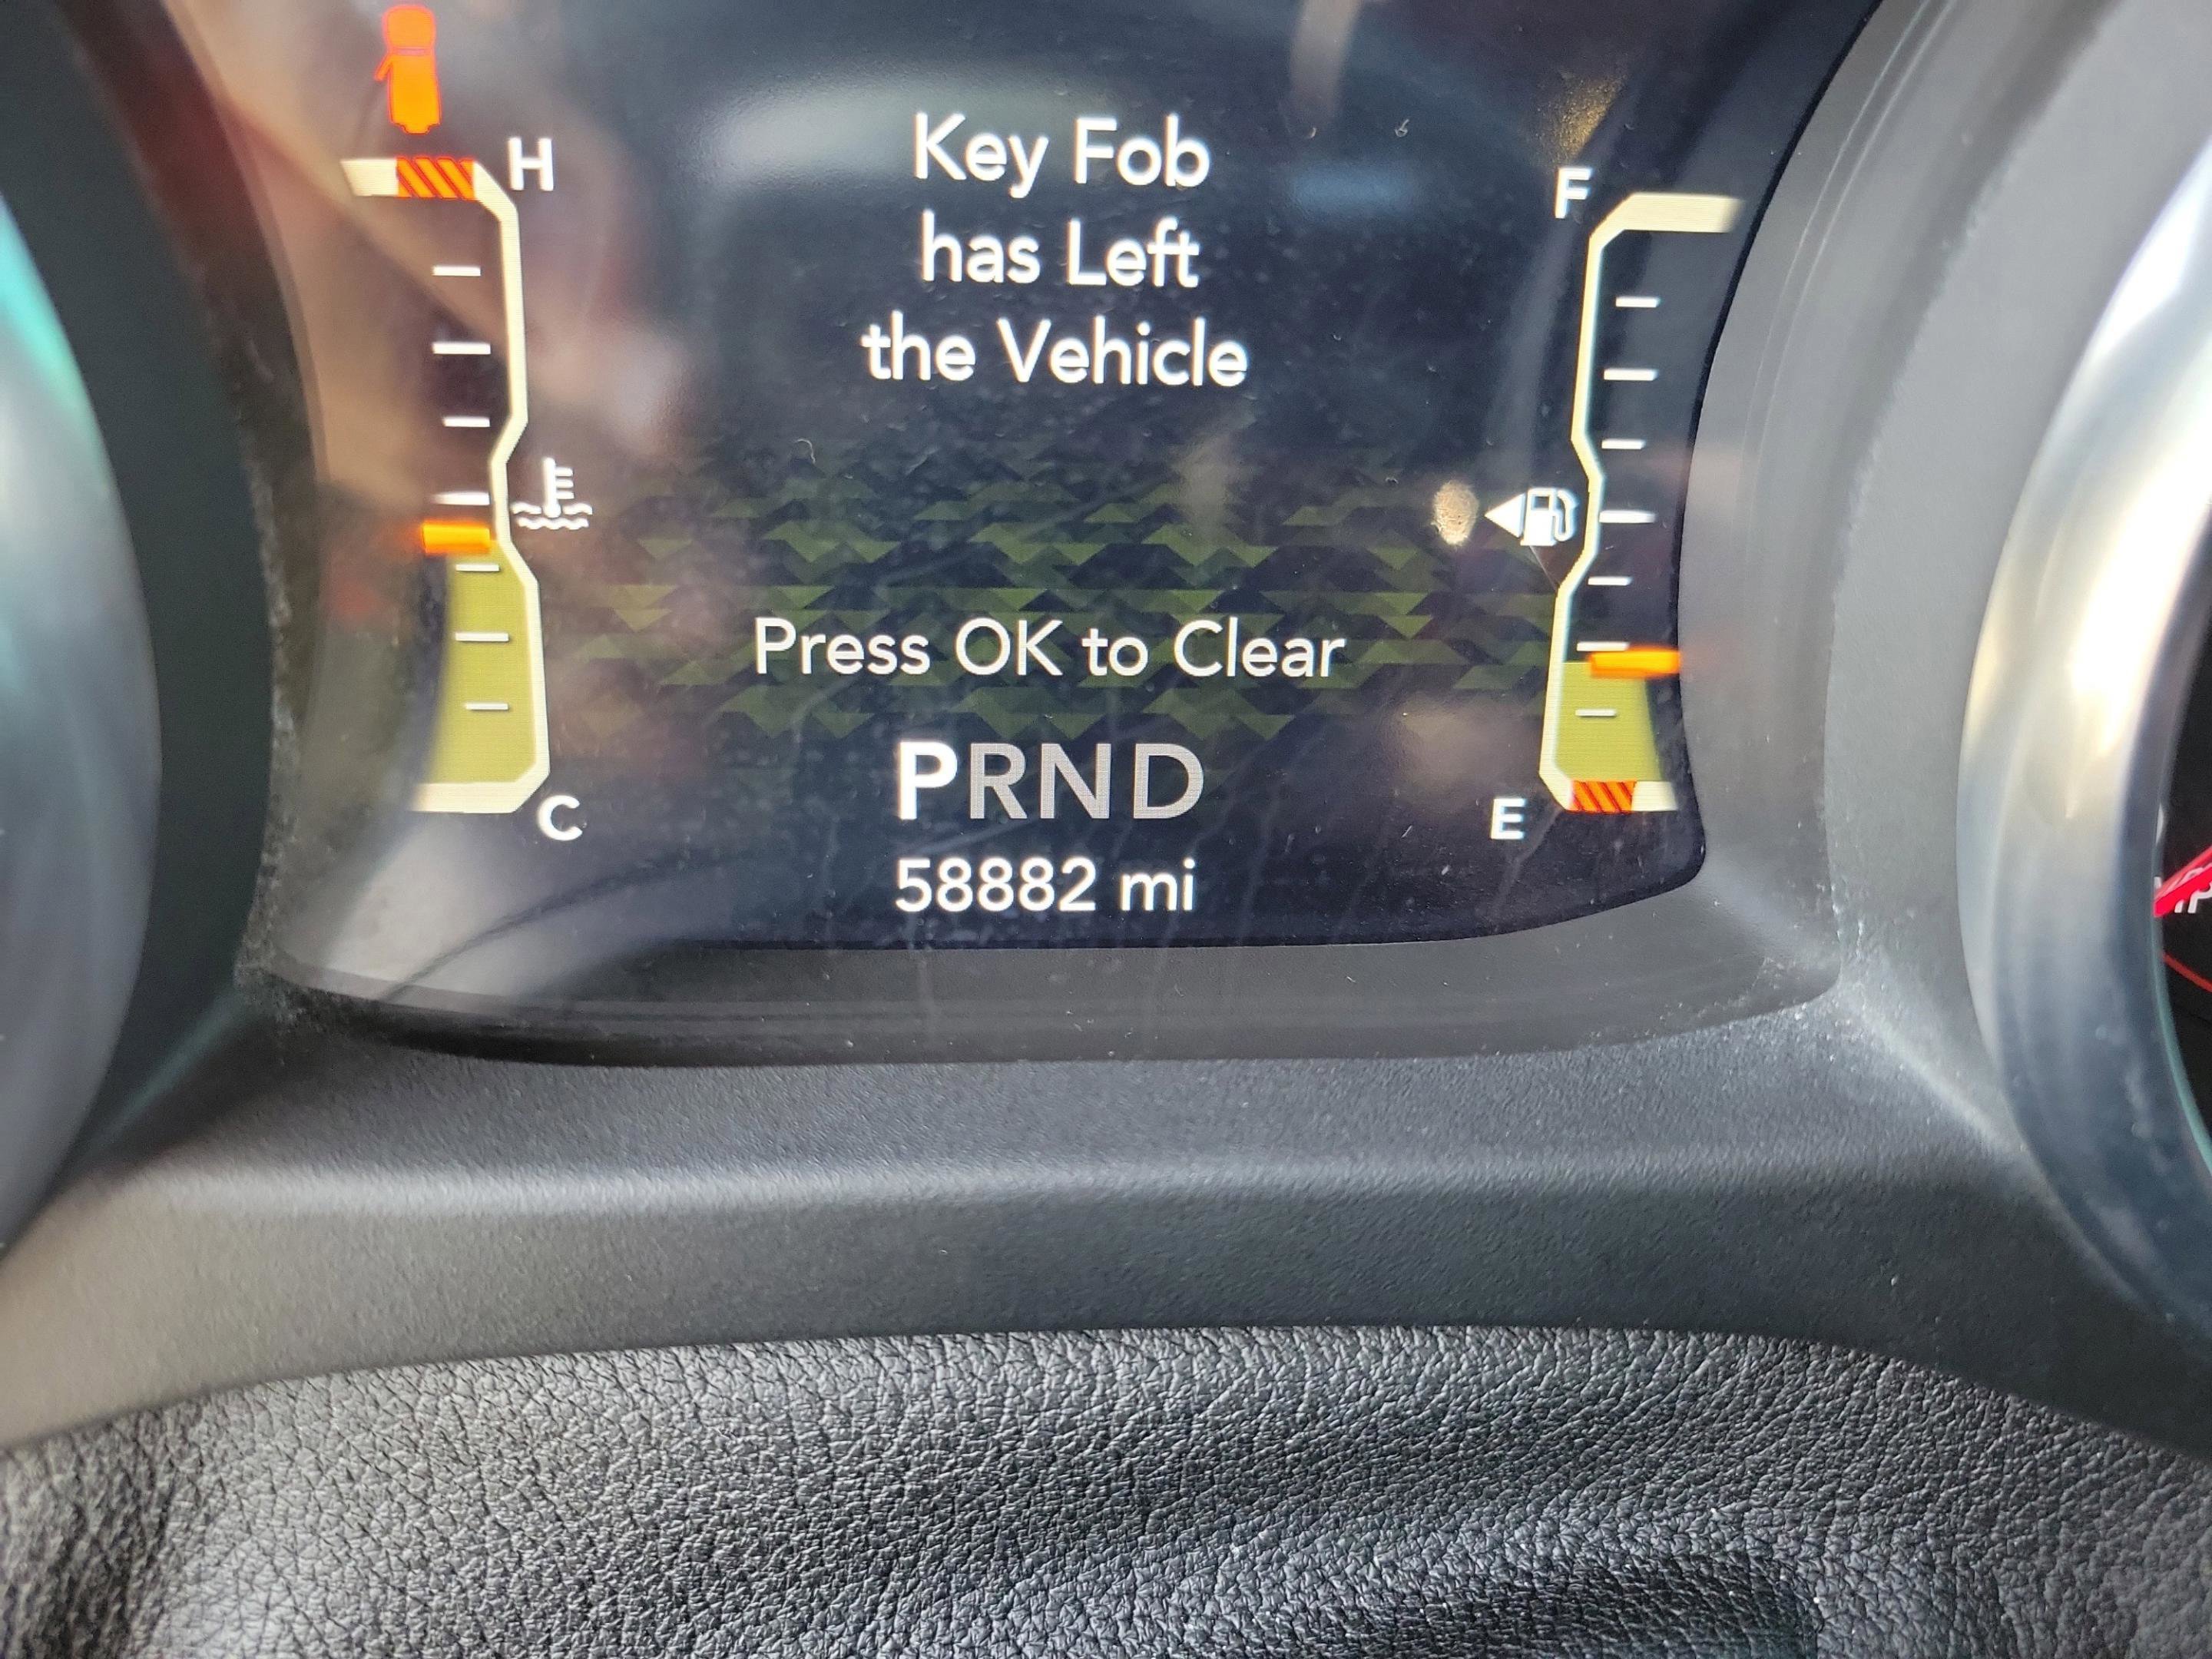 H
Key Fob
has Left
the Vehicle
F
Press OK to Clear
PRND
C
E
58882 mi